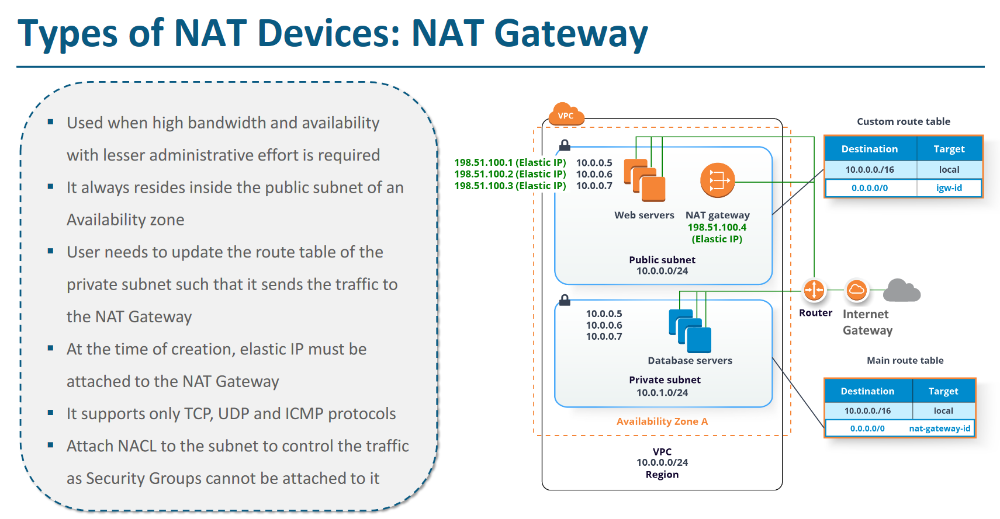 Types of NAT Devices: NAT Gateway
▪ Used when high bandwidth and availability
with lesser administrative effort is required
▪ It always resides inside the public subnet of an
Availability zone
▪ User needs to update the route table of the
private subnet such that it sends the traffic to
the NAT Gateway
▪ At the time of creation, elastic IP must be
attached to the NAT Gateway
▪ It supports only TCP, UDP and ICMP protocols
▪ Attach NACL to the subnet to control the traffic
as Security Groups cannot be attached to it
VPC
198.51.100.1 (Elastic IP) 10.0.0.5
198.51.100.2 (Elastic IP) 10.0.0.6
198.51.100.3 (Elastic IP) 10.0.0.7
Web servers
NAT gateway
198.51.100.4
(Elastic IP)
Public subnet
10.0.0.0/24
10.0.0.5
10.0.0.6
10.0.0.7
Database servers
Private subnet
10.0.1.0/24
Availability Zone A
VPC
10.0.0.0/24
Region
Custom route table
Destination Target
10.0.0.0./16 local
0.0.0.0/0 igw-id
Router
Internet
Gateway
Main route table
Destination Target
10.0.0.0./16 local
0.0.0.0/0 nat-gateway-id